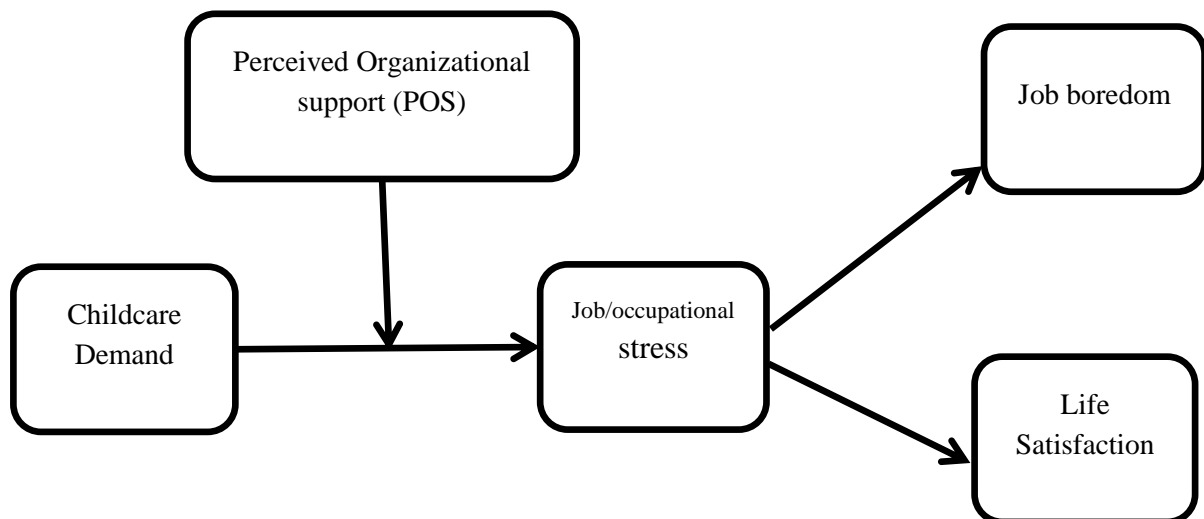 Perceived Organizational
support (POS)
Job boredom
Childcare
Demand
Job/occupational
stress
Life
Satisfaction